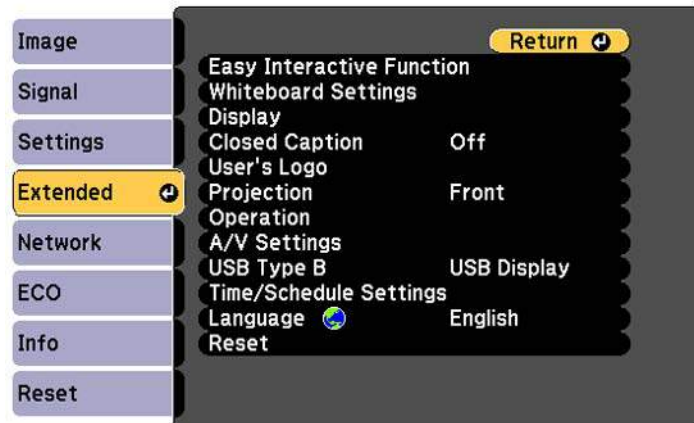 Image
Signal
Settings
Extended
Network
ECO
Info
Reset
Return
Easy Interactive Function
Whiteboard Settings
Display
Closed Caption Off
User's Logo
Projection Front
Operation
A/V Settings
USB Type B USB Display
Time/Schedule Settings
Language English
Reset